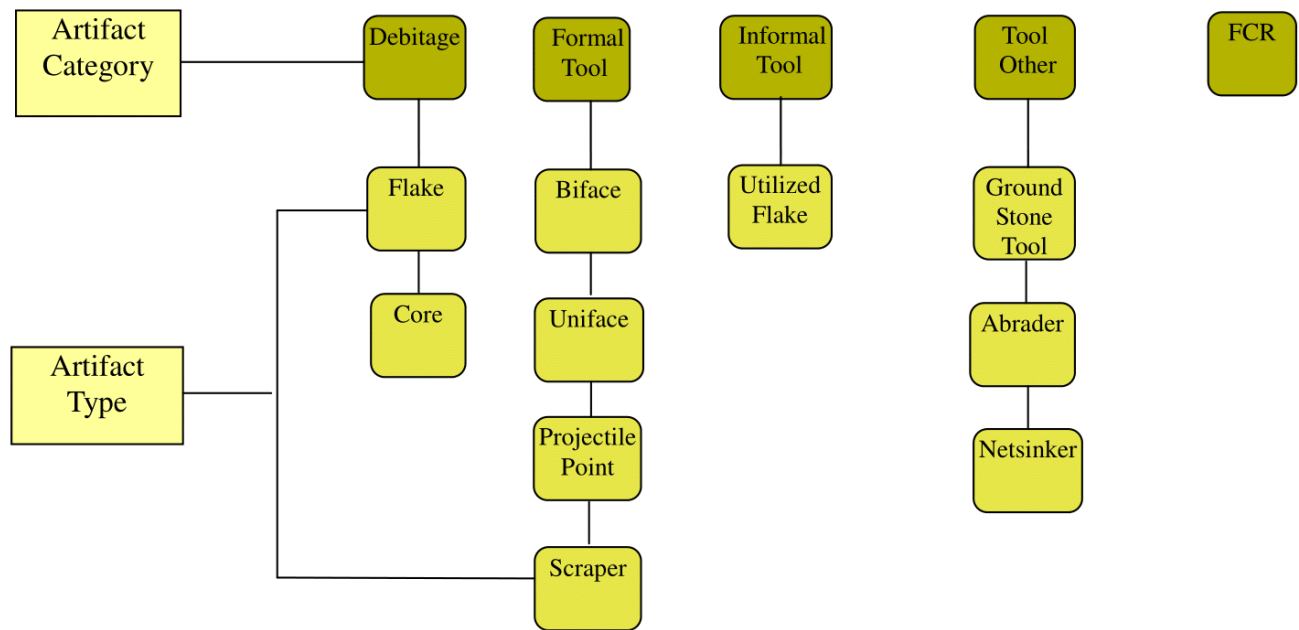 Artifact
Category
Debitage
Formal
Tool
Informal
Tool
Tool
Other
FCR
Flake
Biface
Utilized
Flake
Ground
Stone
Tool
Core
Uniface
Abrader
Artifact
Type
Projectile
Point
Netsinker
Scraper